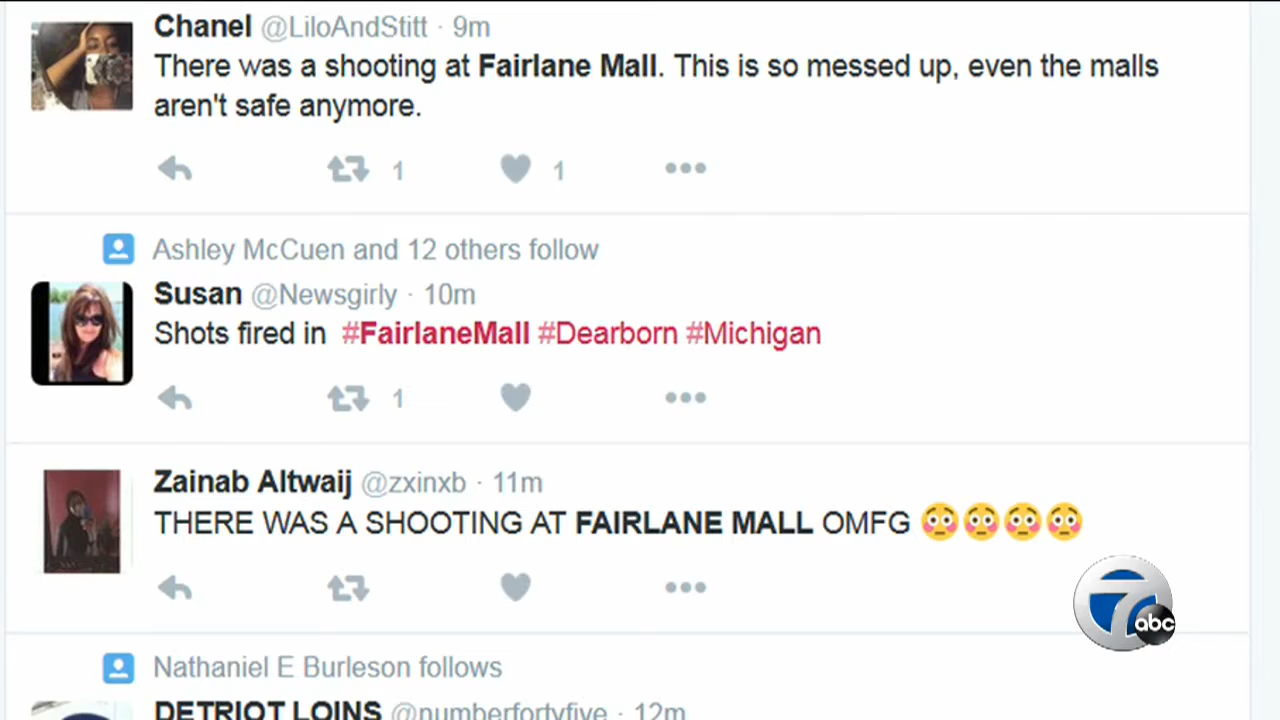 Chanel @LiloAndStitt · 9m
There was a shooting at Fairlane Mall. This is so messed up, even the malls
aren't safe anymore.
1 1
Ashley McCuen and 12 others follow
Susan @Newsgirly · 10m
Shots fired in #FairlaneMall #Dearborn #Michigan
1
Zainab Altwaij @zxinxb · 11m
THERE WAS A SHOOTING AT FAIRLANE MALL OMFG 😳😳😳😳
7 abc
Nathaniel E Burleson follows
DETRIOT LOINS @numberfortyfive · 12m